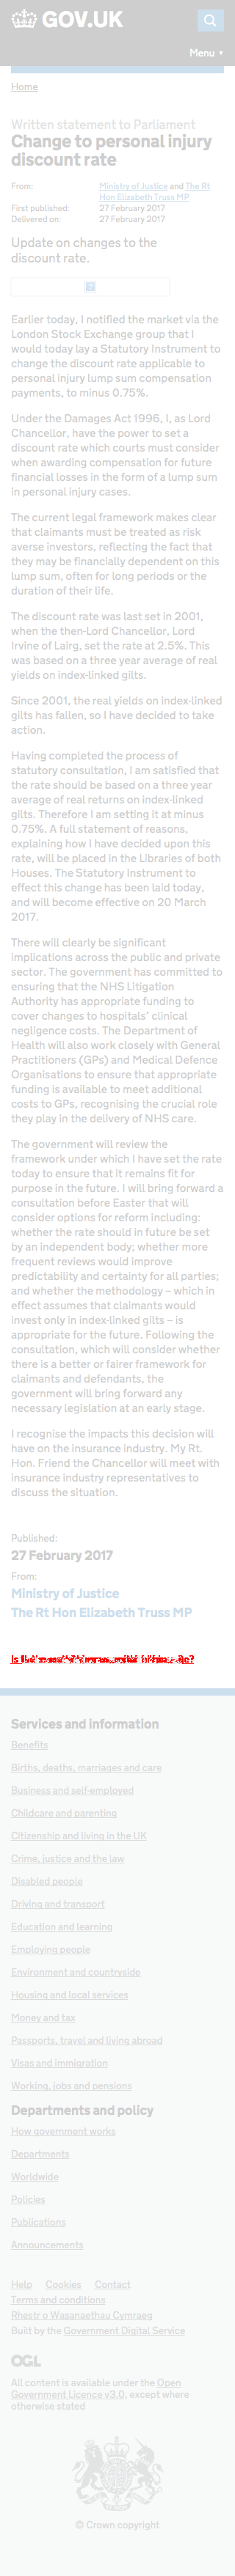 GOV.UK
Menu ▼
Home
Written statement to Parliament
Change to personal injury
discount rate
From: Ministry of Justice and The Rt
Hon Elizabeth Truss MP
First published: 27 February 2017
Delivered on: 27 February 2017
Update on changes to the
discount rate.
?
Earlier today, I notified the market via the
London Stock Exchange group that I
would today lay a Statutory Instrument to
change the discount rate applicable to
personal injury lump sum compensation
payments, to minus 0.75%.
Under the Damages Act 1996, I, as Lord
Chancellor, have the power to set a
discount rate which courts must consider
when awarding compensation for future
financial losses in the form of a lump sum
in personal injury cases.
The current legal framework makes clear
that claimants must be treated as risk
averse investors, reflecting the fact that
they may be financially dependent on this
lump sum, often for long periods or the
duration of their life.
The discount rate was last set in 2001,
when the then-Lord Chancellor, Lord
Irvine of Lairg, set the rate at 2.5%. This
was based on a three year average of real
yields on index-linked gilts.
Since 2001, the real yields on index-linked
gilts has fallen, so I have decided to take
action.
Having completed the process of
statutory consultation, I am satisfied that
the rate should be based on a three year
average of real returns on index-linked
gilts. Therefore I am setting it at minus
0.75%. A full statement of reasons,
explaining how I have decided upon this
rate, will be placed in the Libraries of both
Houses. The Statutory Instrument to
effect this change has been laid today,
and will become effective on 20 March
2017.
There will clearly be significant
implications across the public and private
sector. The government has committed to
ensuring that the NHS Litigation
Authority has appropriate funding to
cover changes to hospitals' clinical
negligence costs. The Department of
Health will also work closely with General
Practitioners (GPs) and Medical Defence
Organisations to ensure that appropriate
funding is available to meet additional
costs to GPs, recognising the crucial role
they play in the delivery of NHS care.
The government will review the
framework under which I have set the rate
today to ensure that it remains fit for
purpose in the future. I will bring forward a
consultation before Easter that will
consider options for reform including:
whether the rate should in future be set
by an independent body; whether more
frequent reviews would improve
predictability and certainty for all parties;
and whether the methodology – which in
effect assumes that claimants would
invest only in index-linked gilts – is
appropriate for the future. Following the
consultation, which will consider whether
there is a better or fairer framework for
claimants and defendants, the
government will bring forward any
necessary legislation at an early stage.
I recognise the impacts this decision will
have on the insurance industry. My Rt.
Hon. Friend the Chancellor will meet with
insurance industry representatives to
discuss the situation.
Published:
27 February 2017
From:
Ministry of Justice
The Rt Hon Elizabeth Truss MP
Is
Services and information
Benefits
Births, deaths, marriages and care
Business and self-employed
Childcare and parenting
Citizenship and living in the UK
Crime, justice and the law
Disabled people
Driving and transport
Education and learning
Employing people
Environment and countryside
Housing and local services
Money and tax
Passports, travel and living abroad
Visas and immigration
Working, jobs and pensions
Departments and policy
How government works
Departments
Worldwide
Policies
Publications
Announcements
Help Cookies Contact
Terms and conditions
Rhestr o Wasanaethau Cymraeg
Built by the Government Digital Service
OGL
All content is available under the Open
Government Licence v3.0, except where
otherwise stated
© Crown copyright